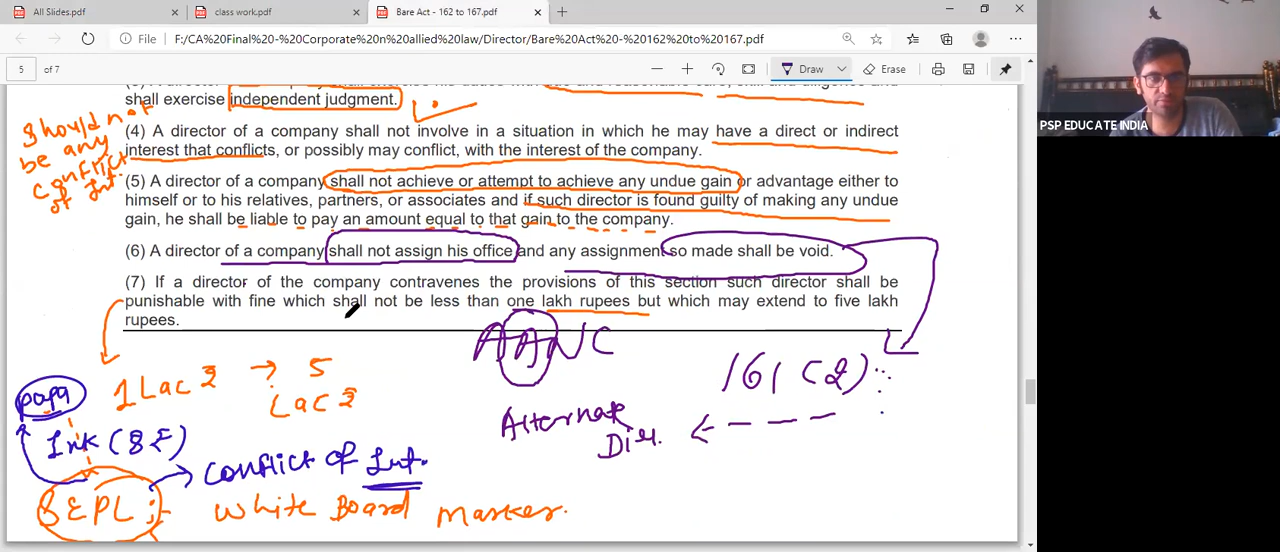 All Slides.pdf
class work.pdf
Bare Act - 162 to 167.pdf
File
F:/CA%20Final%20-%20Corporate%20n%20allied%20law/Director/Bare%20Act%20-%20162%20to%20167.pdf
5 of 7
Draw
Erase
PSP EDUCATE INDIA
shall exercise independent judgment.
(4) A director of a company shall not involve in a situation in which he may have a direct or indirect
interest that conflicts, or possibly may conflict, with the interest of the company.
Should not
be any
conflict
of Int.
(5) A director of a company shall not achieve or attempt to achieve any undue gain or advantage either to
himself or to his relatives, partners, or associates and if such director is found guilty of making any undue
gain, he shall be liable to pay an amount equal to that gain to the company.
(6) A director of a company shall not assign his office and any assignment so made shall be void.
(7) If a director of the company contravenes the provisions of this section such director shall be
punishable with fine which shall not be less than one lakh rupees but which may extend to five lakh
rupees.
AANC
161 (2)
1 Lac → 5
Lac
papa
Alternate
Dir.
Ink (SE)
Conflict of Int.
SEPL :- White Board Marker.